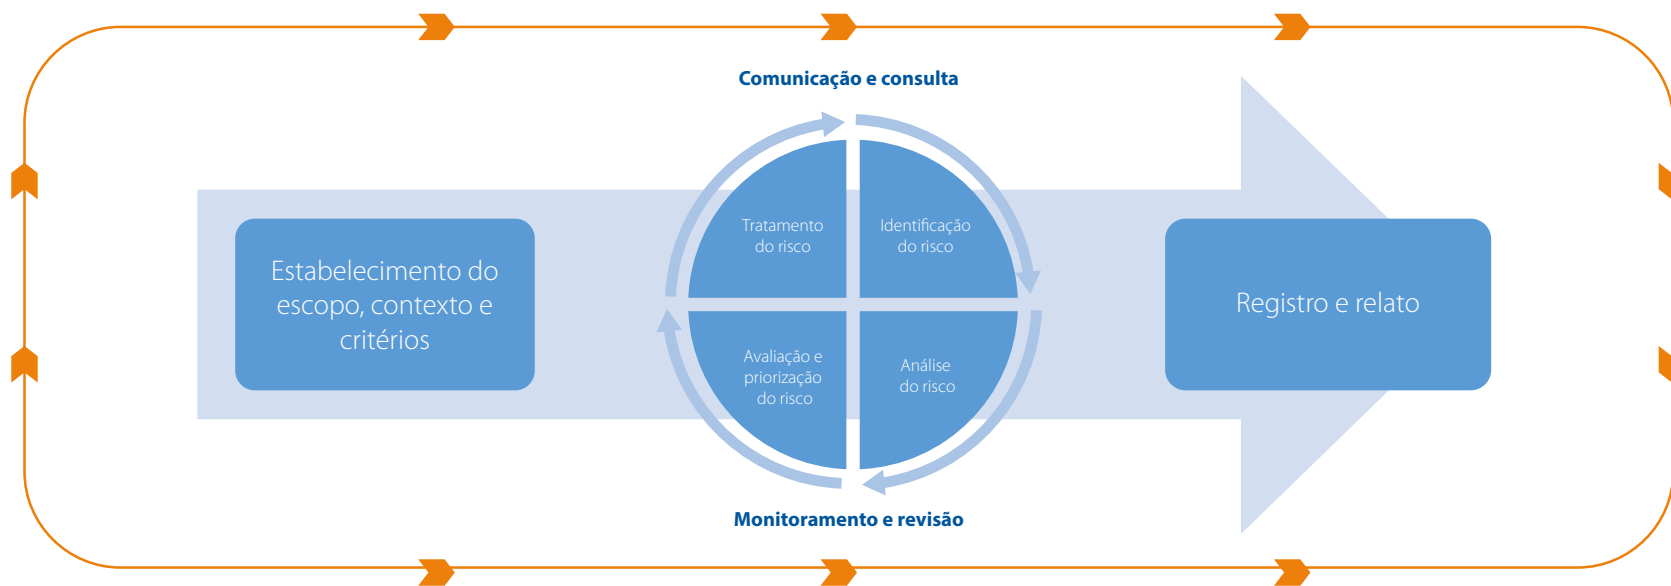 Comunicação e consulta
Estabelecimento do
escopo, contexto e
critérios
Tratamento
do risco
Identificação
do risco
Avaliação e
priorização
do risco
Análise
do risco
Registro e relato
Monitoramento e revisão